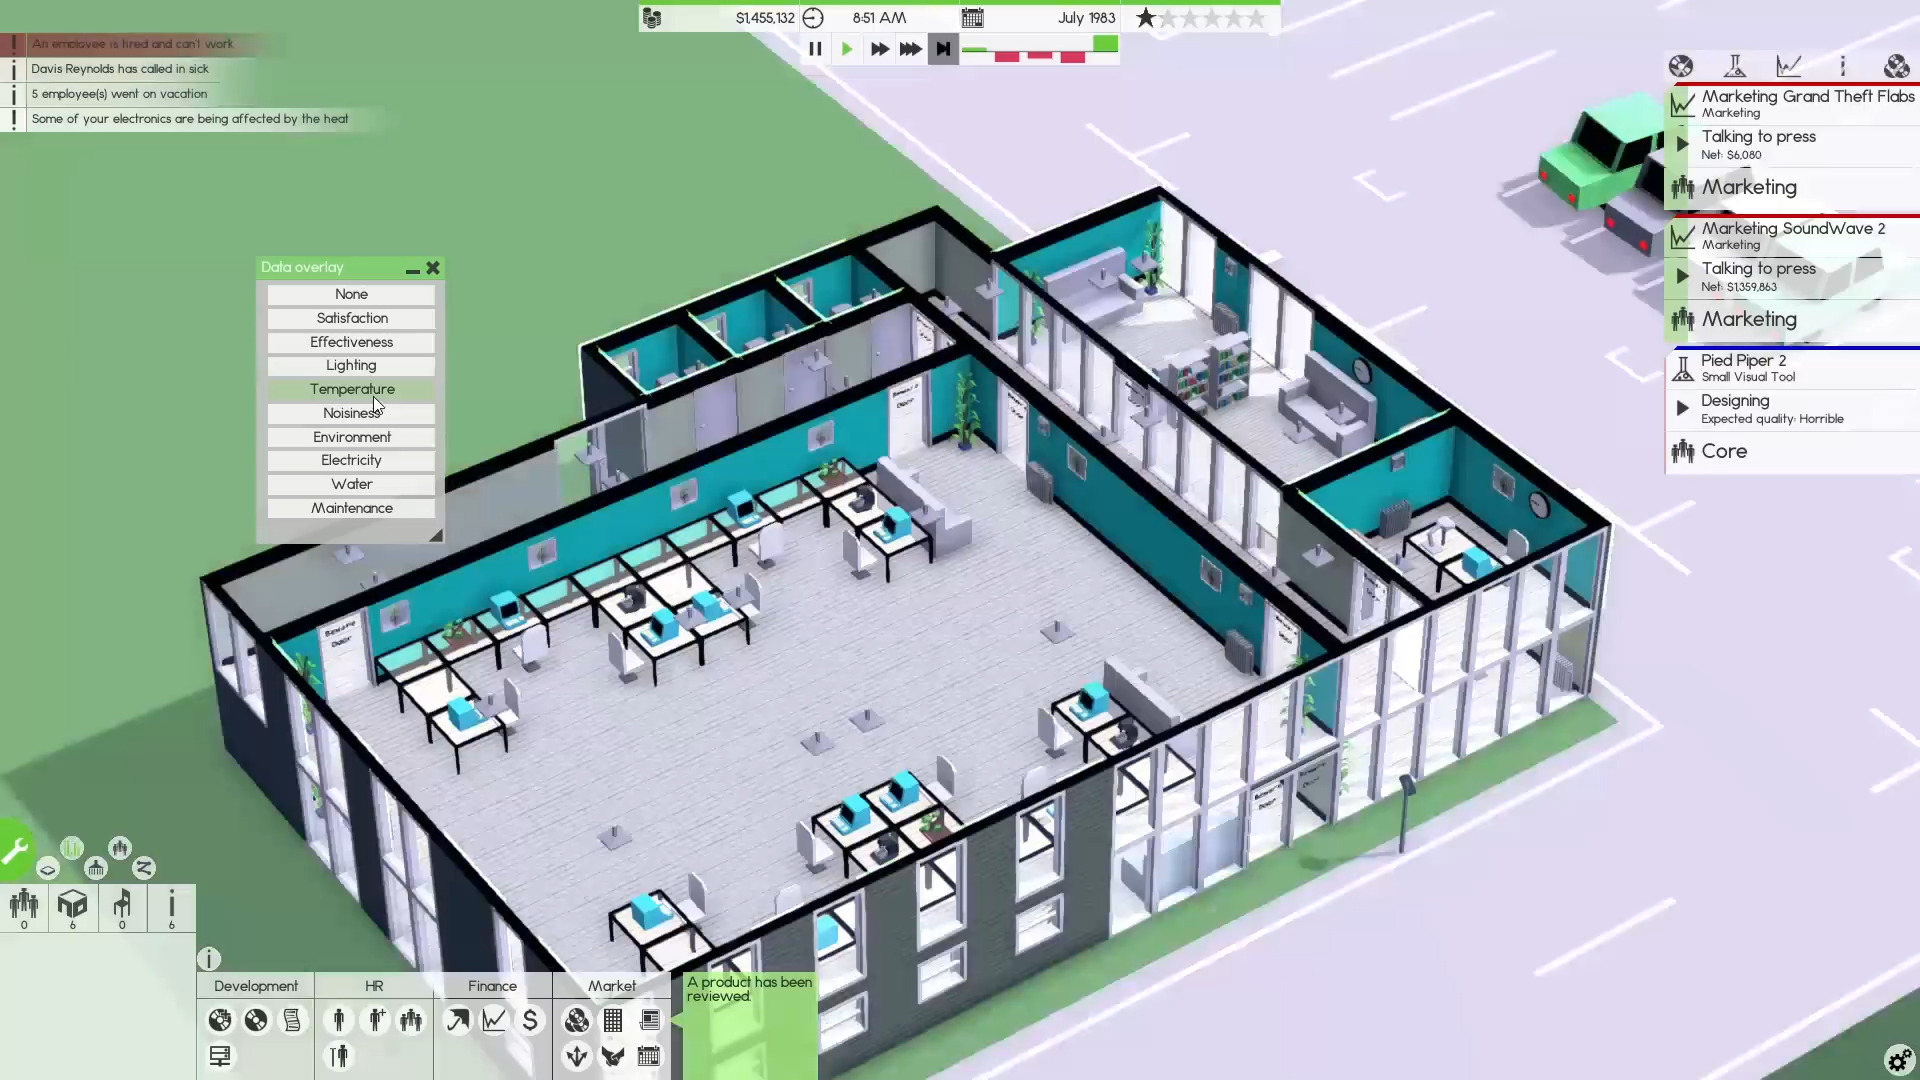 $1,455,132
8:51 AM
July 1983
An employee is tired and can't work
Davis Reynolds has called in sick
5 employee(s) went on vacation
Some of your electronics are being affected by the heat
Marketing Grand Theft Flabs
Marketing
Talking to press
Net: $6,080
Marketing
Marketing SoundWave 2
Marketing
Talking to press
Net: $1,359,863
Marketing
Pied Piper 2
Small Visual Tool
Designing
Expected quality: Horrible
Core
Data overlay
None
Satisfaction
Effectiveness
Lighting
Temperature
Noisiness
Environment
Electricity
Water
Maintenance
0
6
0
6
Development
HR
Finance
Market
A product has been
reviewed.